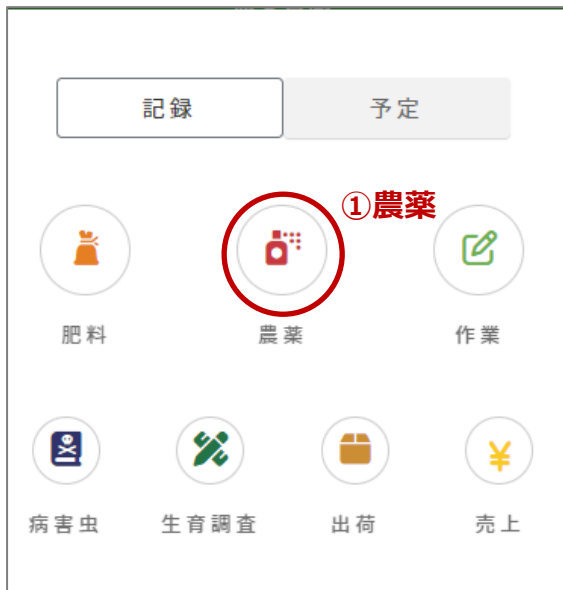 記録 予定
①農薬
肥料 農薬 作業
病害虫 生育調査 出荷 売上